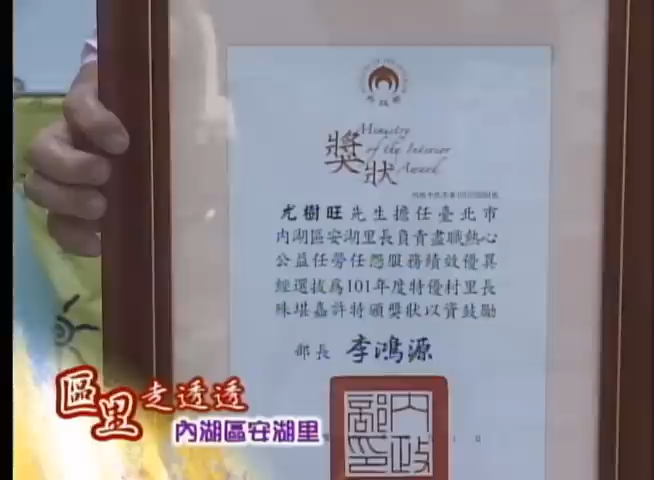 內政部
獎狀
Ministry
of the Interior
Award
尤樹旺先生擔任臺北市
內湖區安湖里長負責盡職熱心
公益任勞任怨服務績效優異
經選拔為101年度特優村里長
殊堪嘉許特頒獎狀以資鼓勵
部長 李鴻源
內政部印
區里走透透
內湖區安湖里